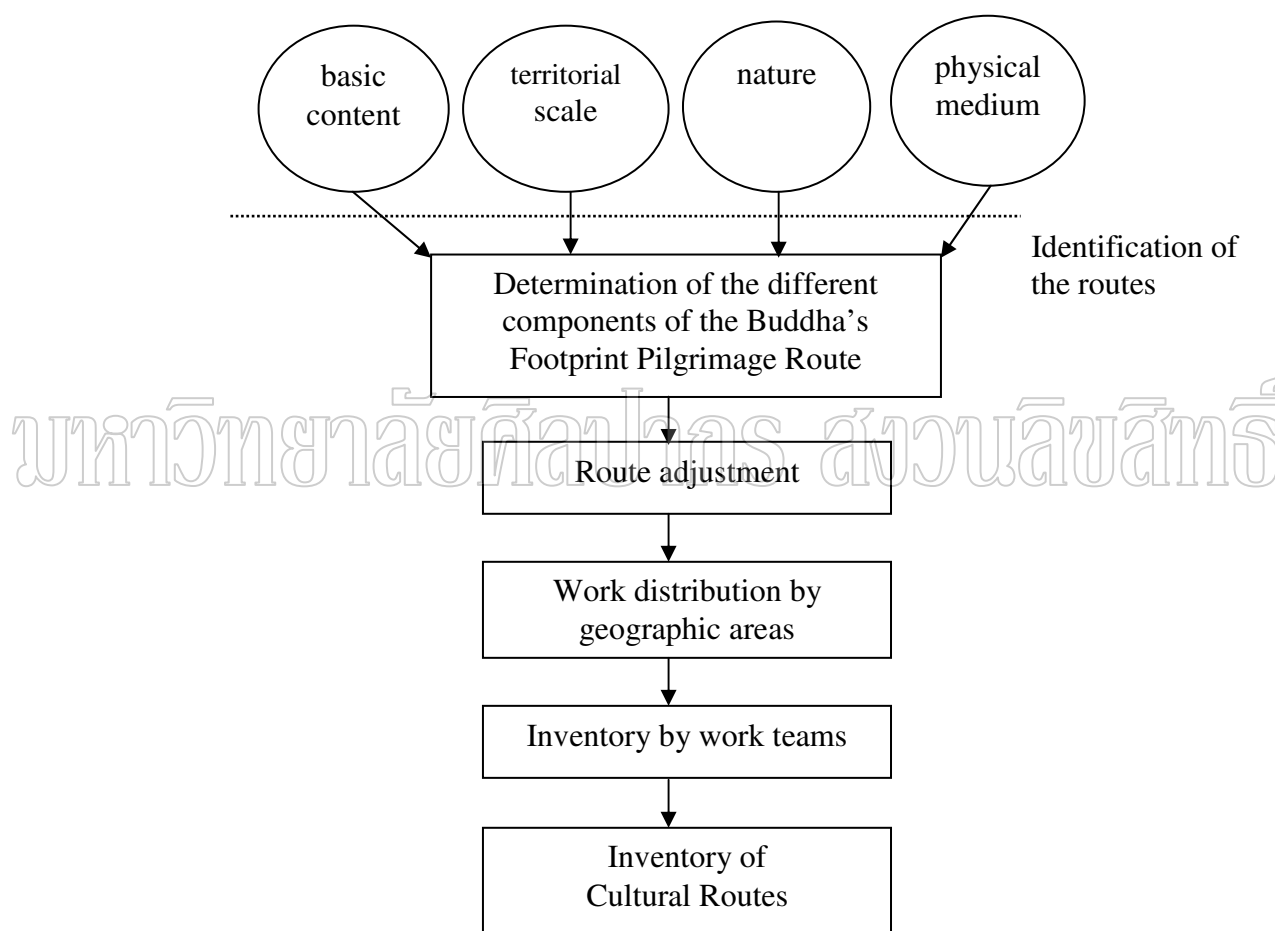 basic
content
territorial
scale
nature
physical
medium
Identification of
the routes
Determination of the different
components of the Buddha's
Footprint Pilgrimage Route
มหาวิทยาลัยศิลปากร สงวนลิขสิทธิ์
Route adjustment
Work distribution by
geographic areas
Inventory by work teams
Inventory of
Cultural Routes